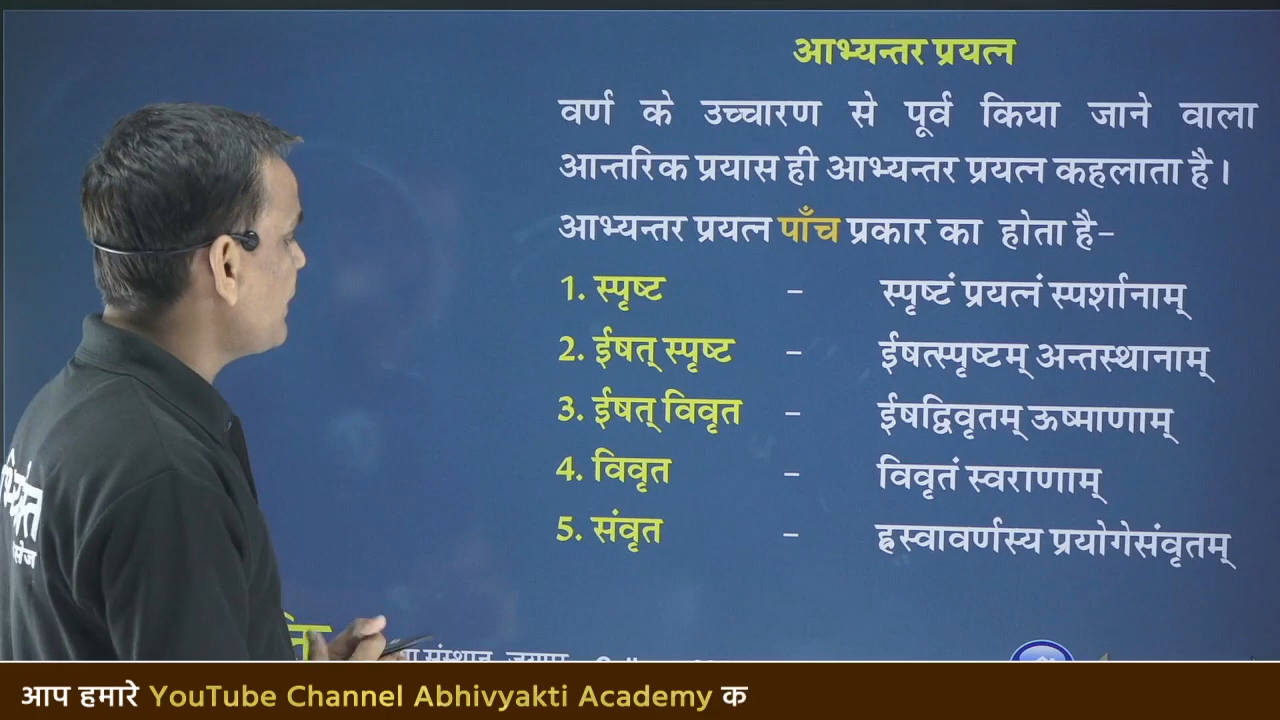 आभ्यन्तर प्रयत्न
वर्ण के उच्चारण से पूर्व किया जाने वाला
आन्तरिक प्रयास ही आभ्यन्तर प्रयत्न कहलाता है।
आभ्यन्तर प्रयत्न पाँच प्रकार का होता है-
1. स्पृष्ट - स्पृष्टं प्रयत्नं स्पर्शानाम्
2. ईषत् स्पृष्ट - ईषत्स्पृष्टम् अन्तस्थानाम्
3. ईषत् विवृत - ईषद्विवृतम् ऊष्माणाम्
4. विवृत - विवृतं स्वराणाम्
5. संवृत - ह्रस्वावर्णस्य प्रयोगेसंवृतम्
आप हमारे YouTube Channel Abhivyakti Academy क